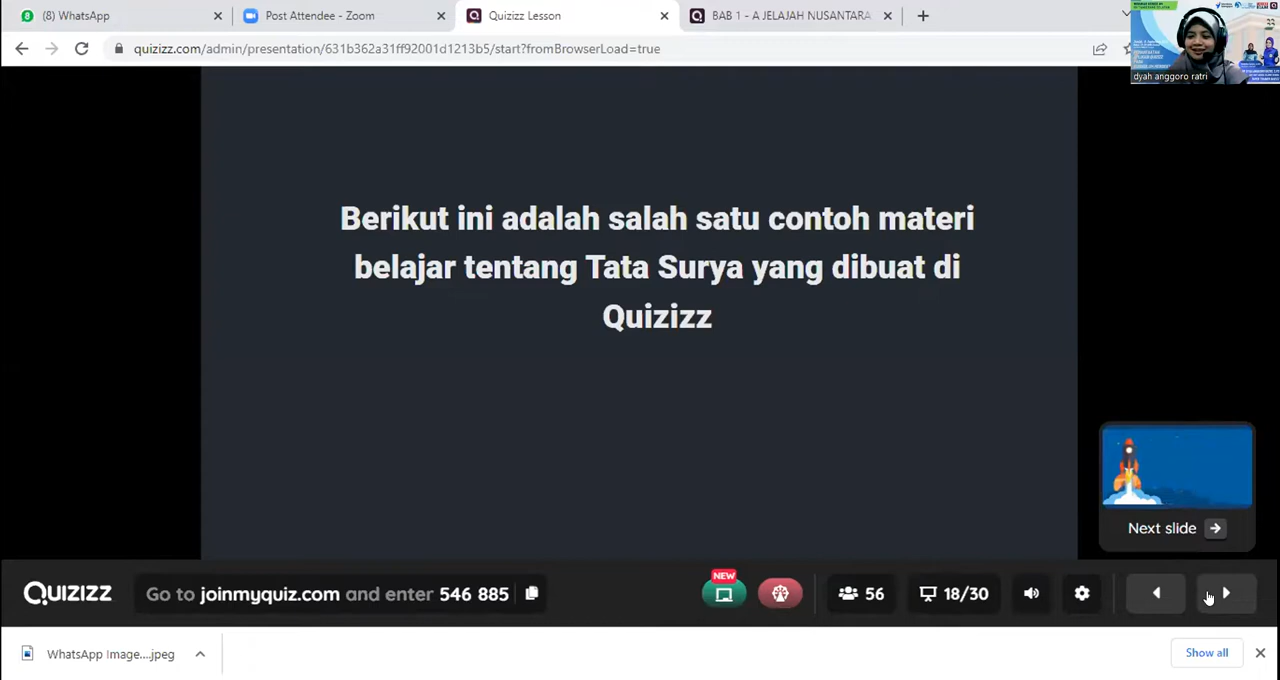 (8) WhatsApp
Post Attendee - Zoom
Quizizz Lesson
BAB 1 - A JELAJAH NUSANTARA
quizizz.com/admin/presentation/631b362a31ff92001d1213b5/start?fromBrowserLoad=true
dyah anggoro ratri
Berikut ini adalah salah satu contoh materi
belajar tentang Tata Surya yang dibuat di
Quizizz
Next slide
QUIZIZZ
Go to joinmyquiz.com and enter 546 885
NEW
56
18/30
WhatsApp Image....jpeg
Show all